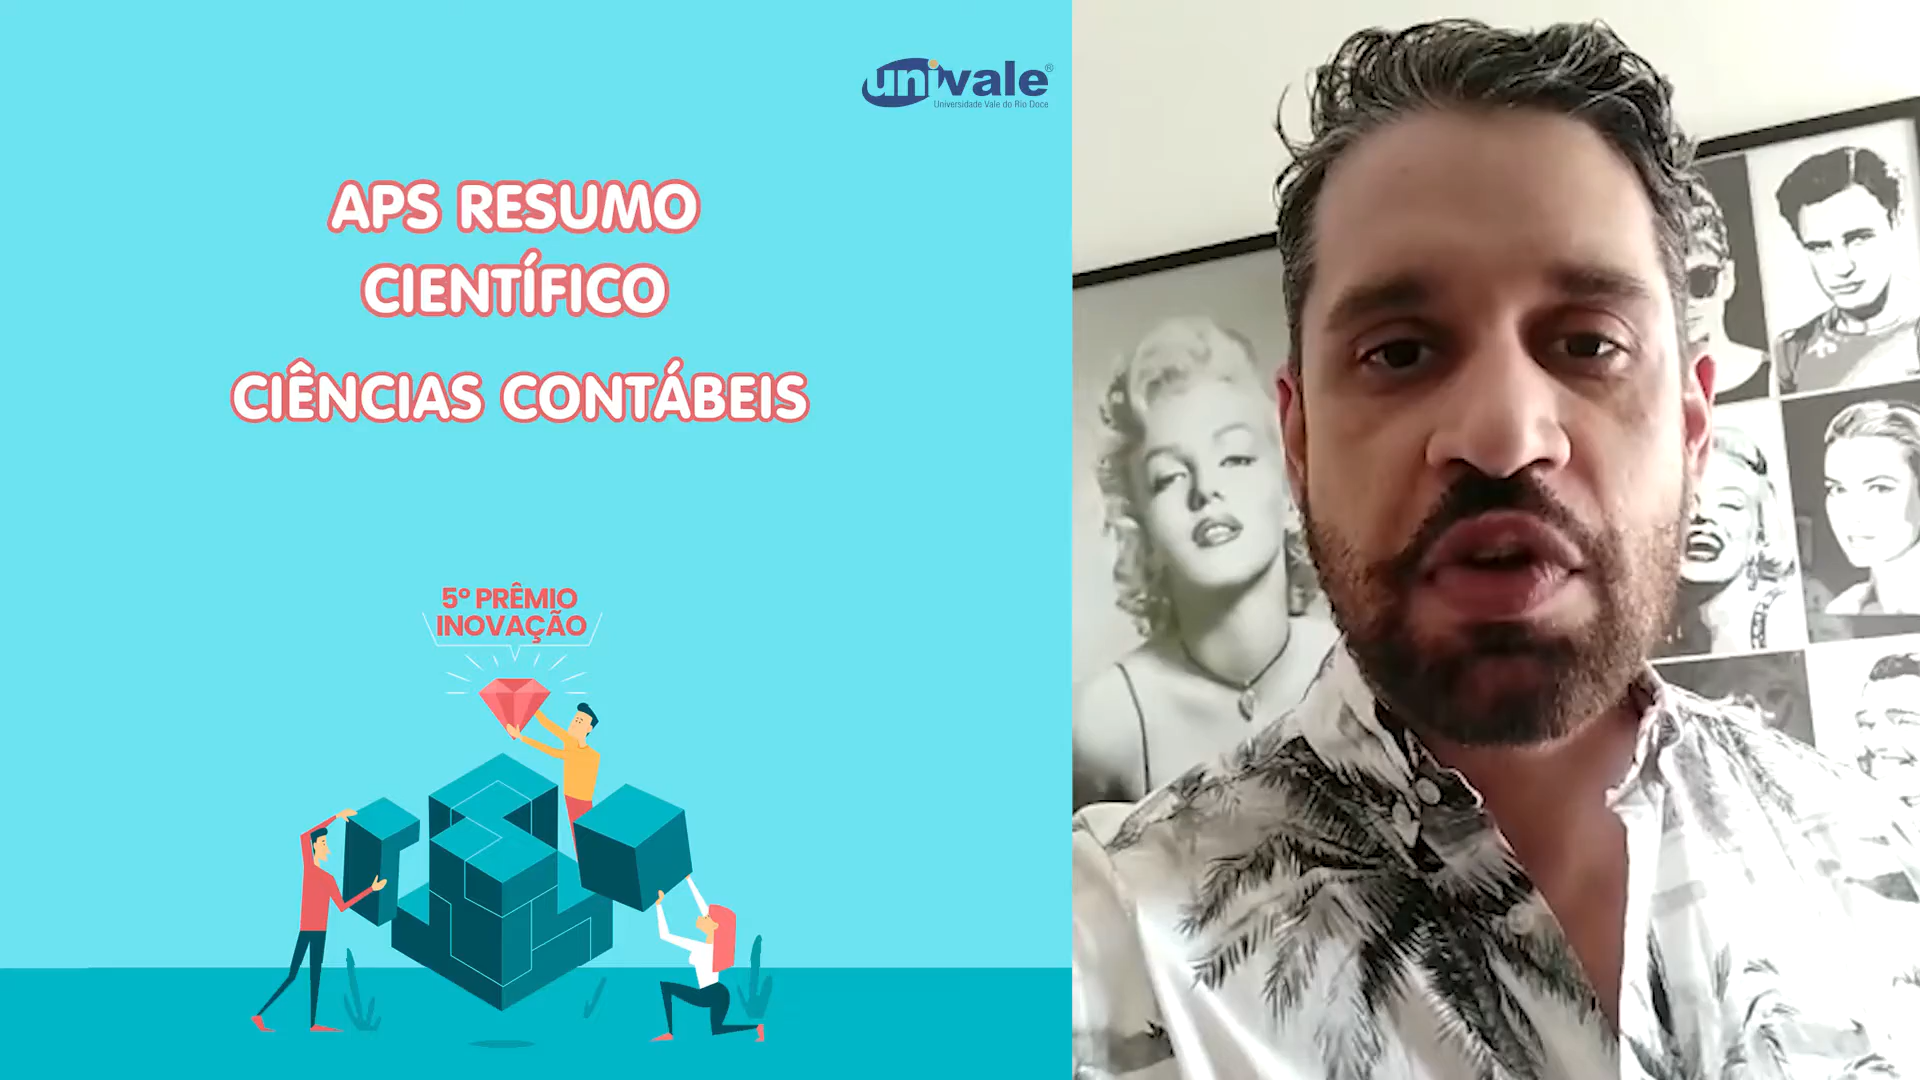 univale®
Universidade Vale do Rio Doce
APS RESUMO
CIENTÍFICO
CIÊNCIAS CONTÁBEIS
5º PRÊMIO
INOVAÇÃO